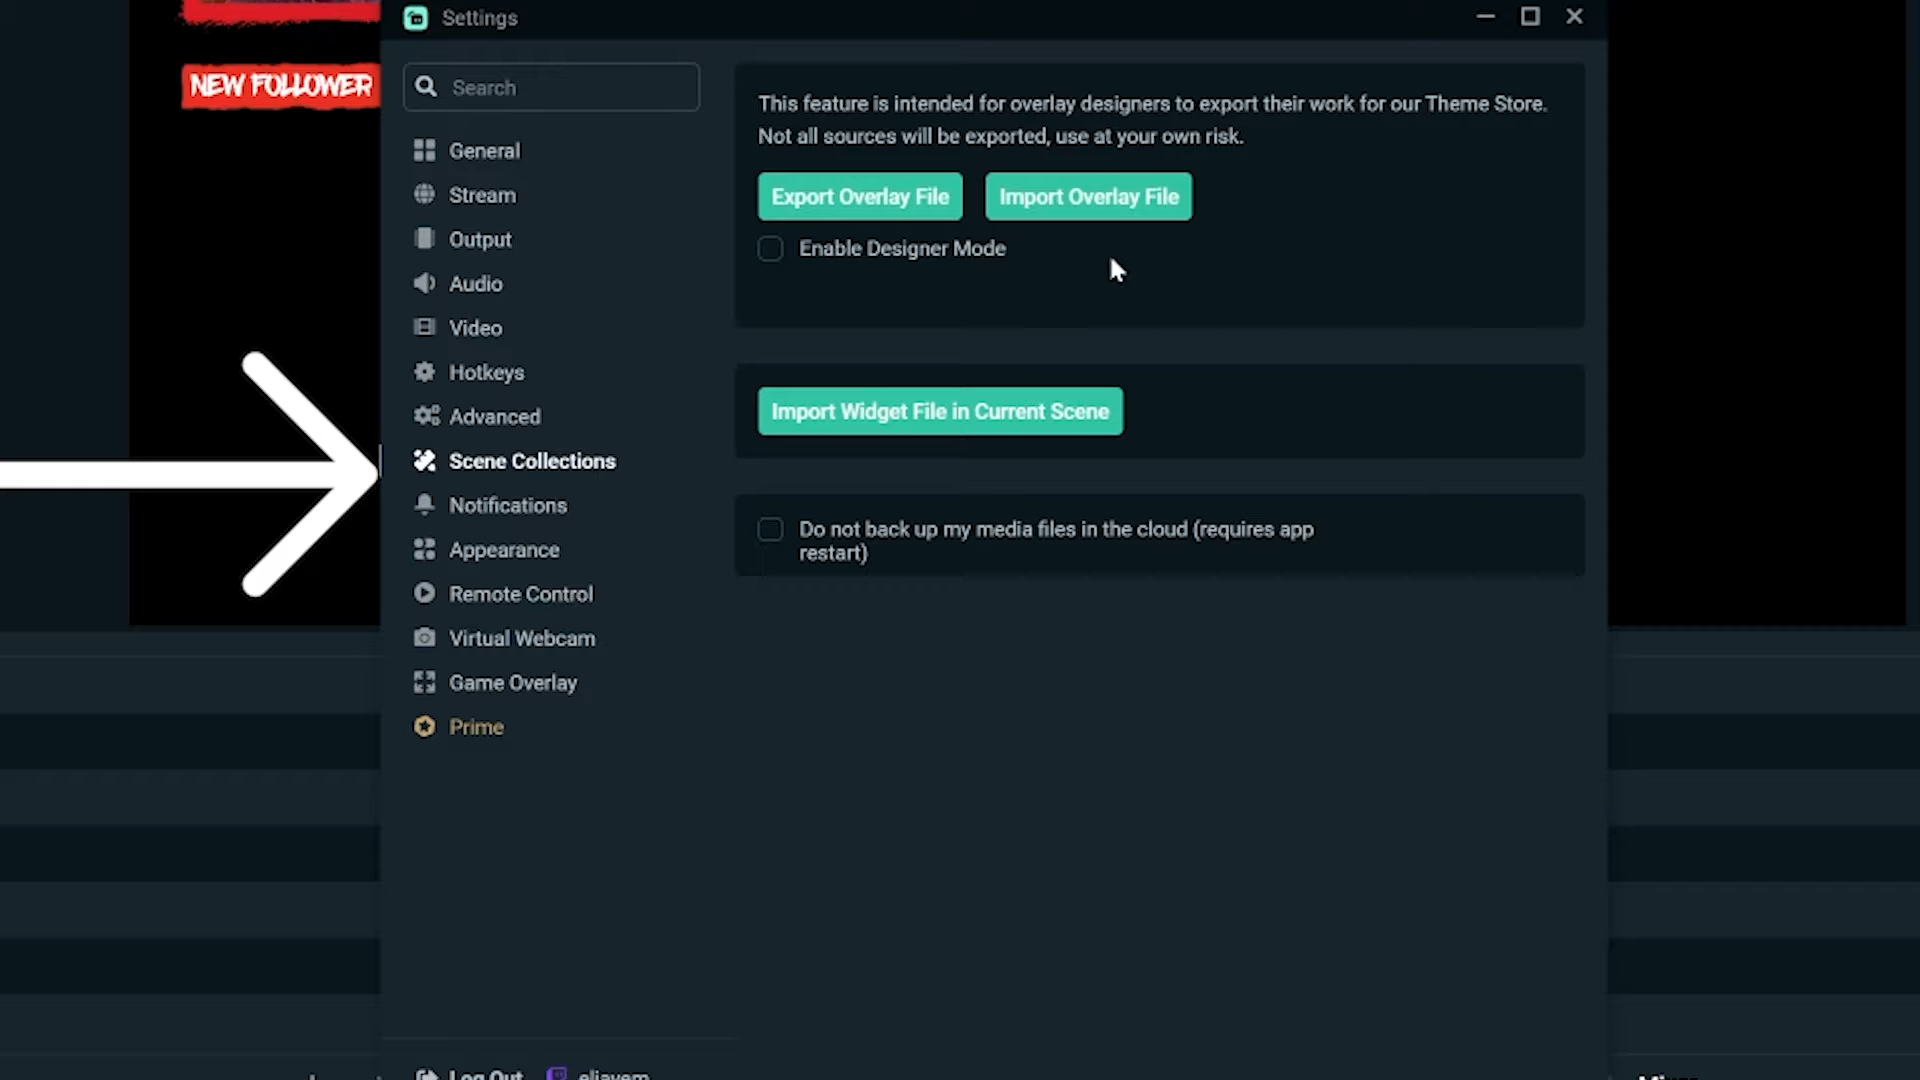 Settings
NEW FOLLOWER
Search
This feature is intended for overlay designers to export their work for our Theme Store.
Not all sources will be exported, use at your own risk.
General
Stream
Export Overlay File
Import Overlay File
Output
Enable Designer Mode
Audio
Video
Hotkeys
Advanced
Import Widget File in Current Scene
Scene Collections
Notifications
Do not back up my media files in the cloud (requires app
restart)
Appearance
Remote Control
Virtual Webcam
Game Overlay
Prime
Log Out